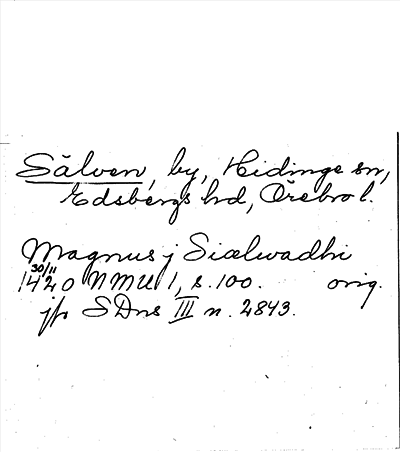 Sälven, by, Hidinge sn,
Edsbergs hd, Örebro l.
Magnus j Siælwadhi
30/11
1420 NMU 1, s. 100. orig.
jfr SDns III n. 2843.